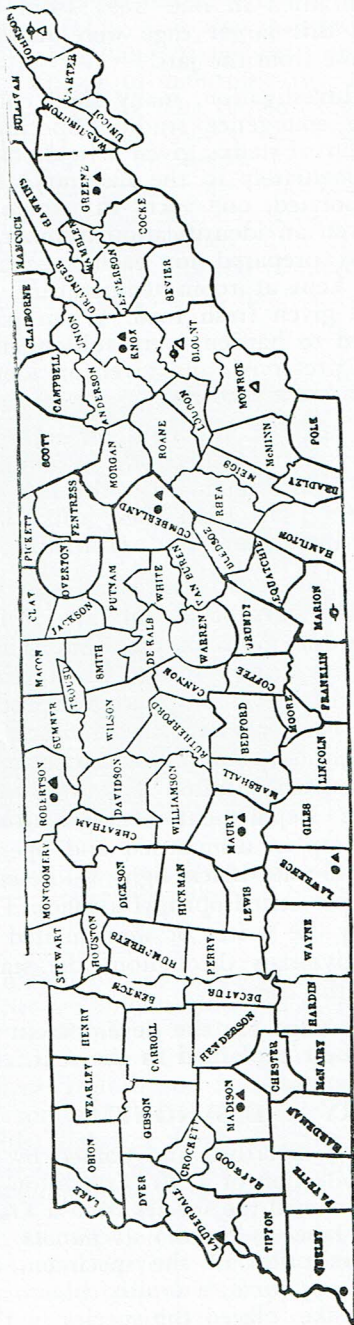 LAKE
OBION
WEAKLEY
HENRY
STEWART
MONTGOMERY
ROBERTSON
SUMNER
MACON
CLAY
PICKETT
SCOTT
CAMPBELL
CLAIBORNE
HANCOCK
HAWKINS
SULLIVAN
JOHNSON
CARTER
WASHINGTON
UNICOI
GREENE
HAMBLEN
GRAINGER
UNION
DYER
GIBSON
CARROLL
BENTON
HOUSTON
HUMPHREYS
DICKSON
CHEATHAM
DAVIDSON
WILSON
SMITH
JACKSON
OVERTON
FENTRESS
PUTNAM
MORGAN
ANDERSON
KNOX
JEFFERSON
COCKE
SEVIER
LAUDERDALE
CROCKETT
HAYWOOD
MADISON
HENDERSON
DECATUR
PERRY
HICKMAN
WILLIAMSON
RUTHERFORD
CANNON
DE KALB
WHITE
VAN BUREN
CUMBERLAND
ROANE
LOUDON
BLOUNT
TIPTON
CHESTER
LEWIS
MAURY
MARSHALL
BEDFORD
COFFEE
WARREN
GRUNDY
BLEDSOE
RHEA
MEIGS
McMINN
MONROE
SHELBY
FAYETTE
HARDEMAN
McNAIRY
HARDIN
WAYNE
LAWRENCE
GILES
LINCOLN
MOORE
FRANKLIN
MARION
HAMILTON
BRADLEY
POLK